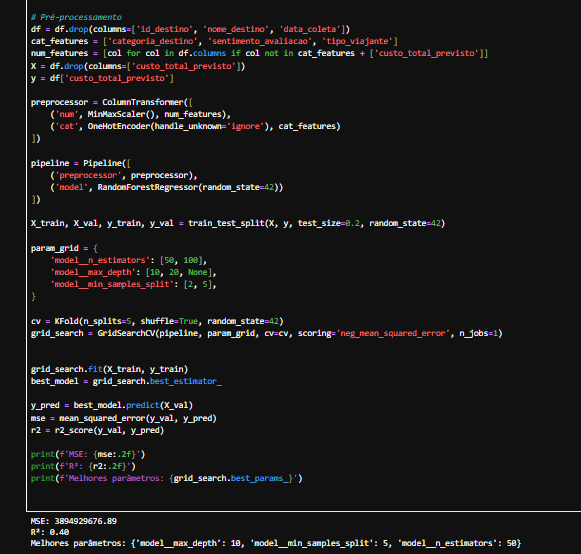 # Pré-processamento
df = df.drop(columns=['id_destino', 'nome_destino', 'data_coleta'])
cat_features = ['categoria_destino', 'sentimento_avaliacao', 'tipo_viajante']
num_features = [col for col in df.columns if col not in cat_features + ['custo_total_previsto']]
X = df.drop(columns=['custo_total_previsto'])
y = df['custo_total_previsto']

preprocessor = ColumnTransformer([
    ('num', MinMaxScaler(), num_features),
    ('cat', OneHotEncoder(handle_unknown='ignore'), cat_features)
])

pipeline = Pipeline([
    ('preprocessor', preprocessor),
    ('model', RandomForestRegressor(random_state=42))
])

X_train, X_val, y_train, y_val = train_test_split(X, y, test_size=0.2, random_state=42)

param_grid = {
    'model__n_estimators': [50, 100],
    'model__max_depth': [10, 20, None],
    'model__min_samples_split': [2, 5],
}

cv = KFold(n_splits=5, shuffle=True, random_state=42)
grid_search = GridSearchCV(pipeline, param_grid, cv=cv, scoring='neg_mean_squared_error', n_jobs=1)

grid_search.fit(X_train, y_train)
best_model = grid_search.best_estimator_

y_pred = best_model.predict(X_val)
mse = mean_squared_error(y_val, y_pred)
r2 = r2_score(y_val, y_pred)

print(f'MSE: {mse:.2f}')
print(f'R²: {r2:.2f}')
print(f'Melhores parâmetros: {grid_search.best_params_}')

MSE: 3894929676.89
R²: 0.40
Melhores parâmetros: {'model__max_depth': 10, 'model__min_samples_split': 5, 'model__n_estimators': 50}